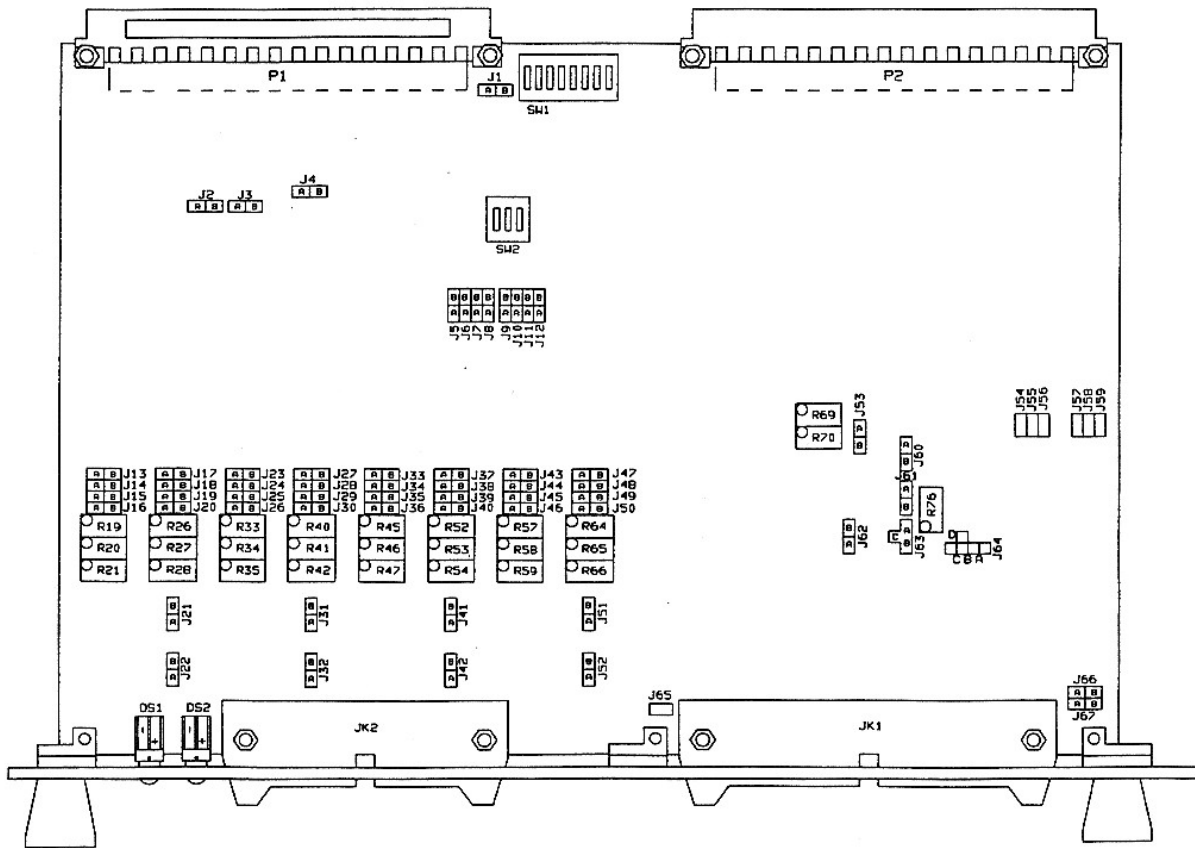 P1
J1
A B
SW1
P2
J2
A B
J3
A B
J4
A B
SW2
B B B B B B B B
A A A A A A A A
J5 J6 J7 J8 J9 J10 J11 J12
R69
R70
J53
A
B
J54 J55 J56 J57 J58 J59
A
B
J60
J61
A
B
R76
A B J13 A B J17 A B J23 A B J27 A B J33 A B J37 A B J43 A B J47
A B J14 A B J18 A B J24 A B J28 A B J34 A B J38 A B J44 A B J48
A B J15 A B J19 A B J25 A B J29 A B J35 A B J39 A B J45 A B J49
A B J16 A B J20 A B J26 A B J30 A B J36 A B J40 A B J46 A B J50
R19 R26 R33 R40 R45 R52 R57 R64
R20 R27 R34 R41 R46 R53 R58 R65
R21 R28 R35 R42 R47 R54 R59 R66
B
A
J62
C
A
B
J63
D
C B A
J64
B
A
J21
B
A
J31
B
A
J41
B
A
J51
B
A
J22
B
A
J32
B
A
J42
B
A
J52
J65
J66
A B
A B
J67
DS1 DS2
- + - +
JK2
JK1